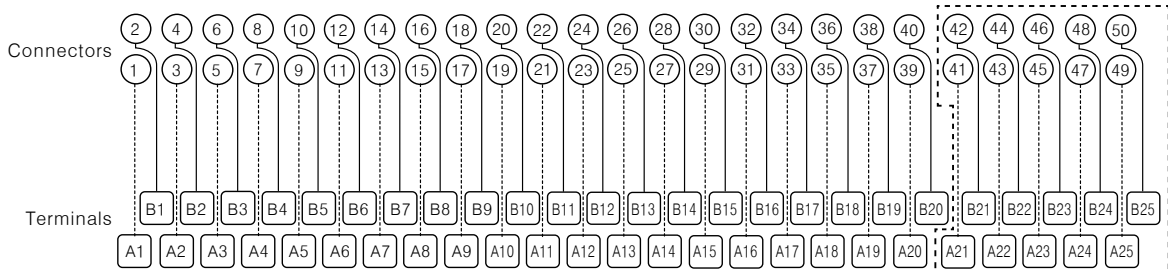 2 4 6 8 10 12 14 16 18 20 22 24 26 28 30 32 34 36 38 40 42 44 46 48 50
Connectors
1 3 5 7 9 11 13 15 17 19 21 23 25 27 29 31 33 35 37 39 41 43 45 47 49
B1 B2 B3 B4 B5 B6 B7 B8 B9 B10 B11 B12 B13 B14 B15 B16 B17 B18 B19 B20 B21 B22 B23 B24 B25
Terminals
A1 A2 A3 A4 A5 A6 A7 A8 A9 A10 A11 A12 A13 A14 A15 A16 A17 A18 A19 A20 A21 A22 A23 A24 A25